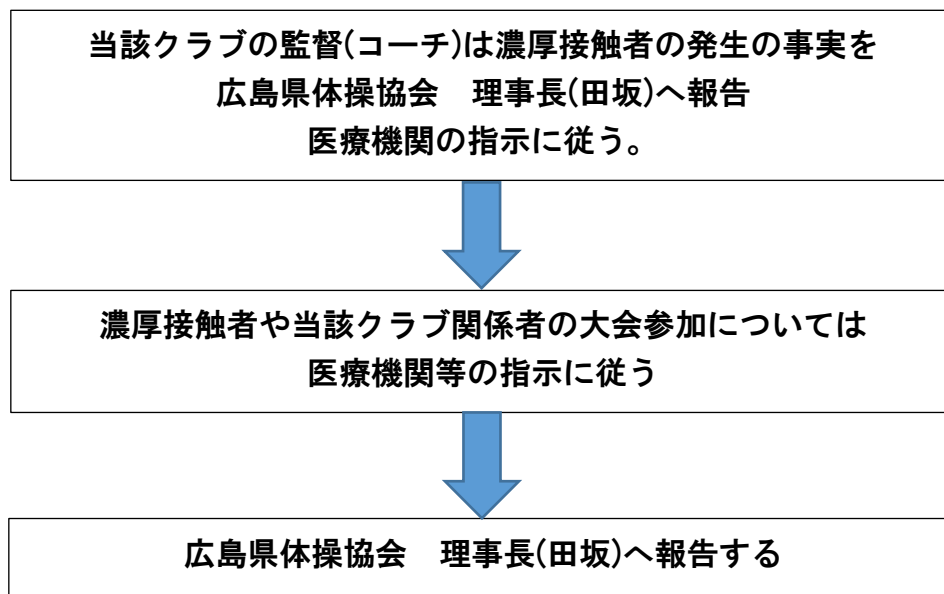 当該クラブの監督(コーチ)は濃厚接触者の発生の事実を
広島県体操協会　理事長(田坂)へ報告
医療機関の指示に従う。
濃厚接触者や当該クラブ関係者の大会参加については
医療機関等の指示に従う
広島県体操協会　理事長(田坂)へ報告する